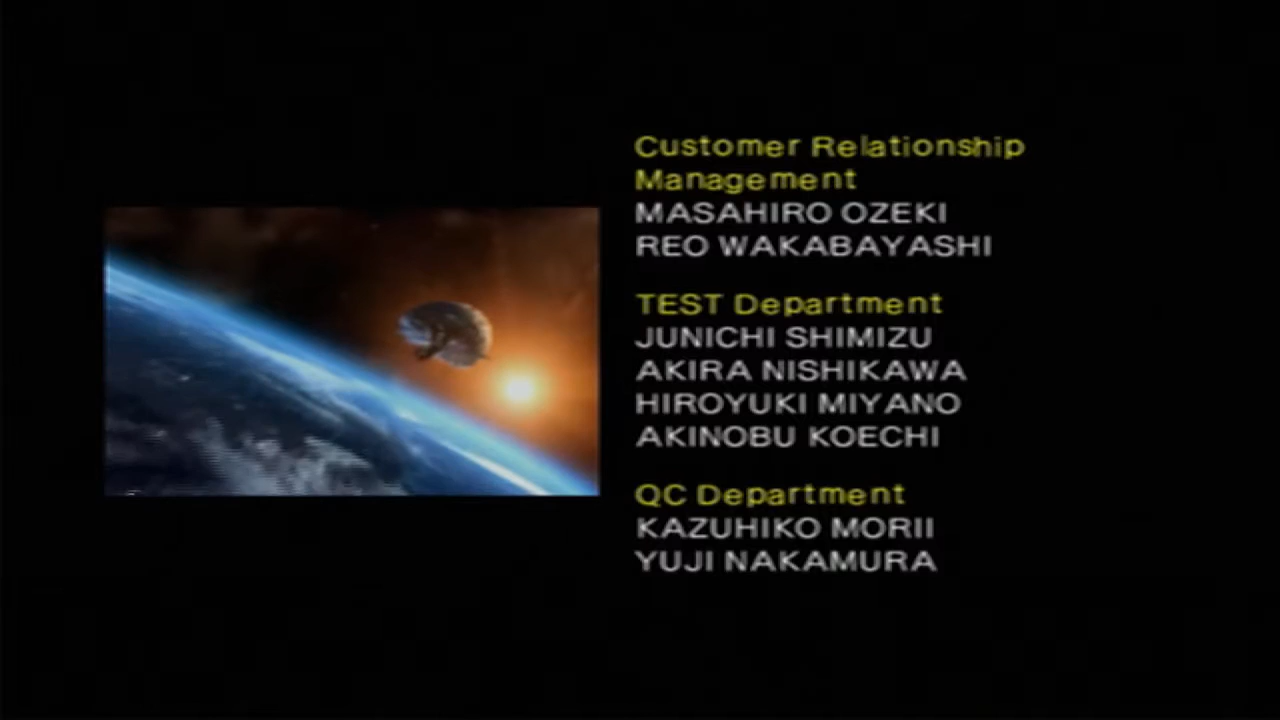 Customer Relationship
Management
MASAHIRO OZEKI
REO WAKABAYASHI
TEST Department
JUNICHI SHIMIZU
AKIRA NISHIKAWA
HIROYUKI MIYANO
AKINOBU KOECHI
QC Department
KAZUHIKO MORII
YUJI NAKAMURA